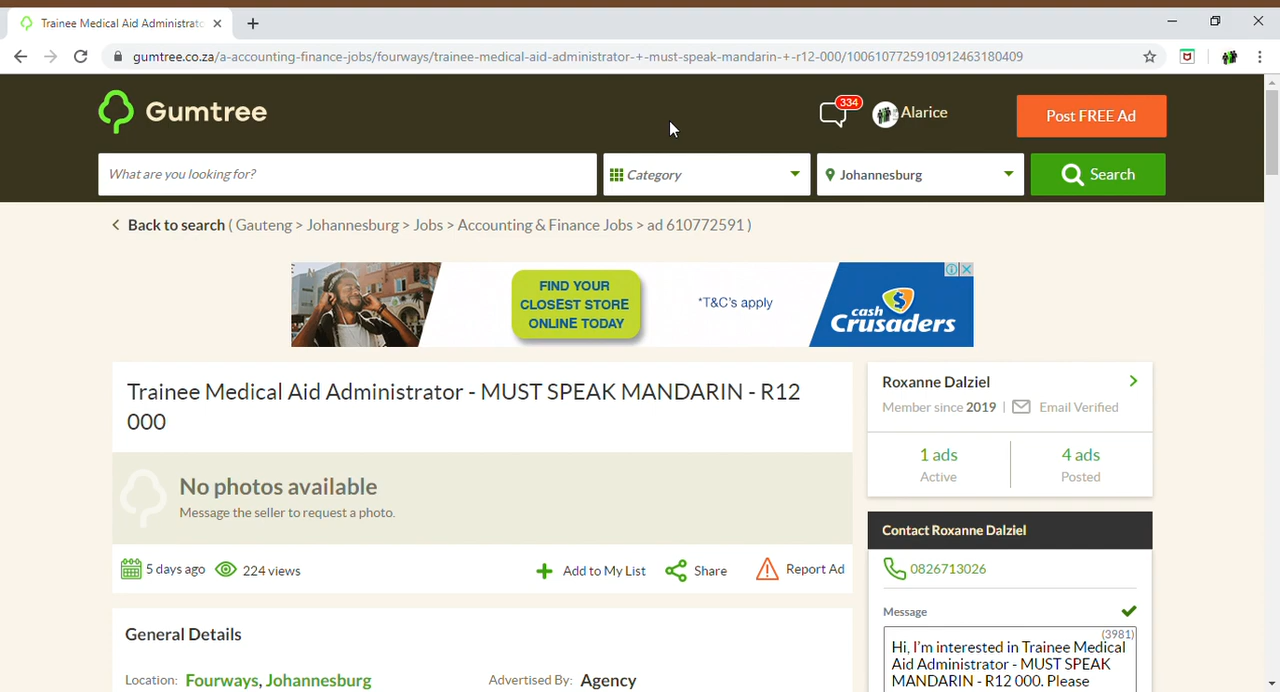 Trainee Medical Aid Administrato
gumtree.co.za/a-accounting-finance-jobs/fourways/trainee-medical-aid-administrator-+-must-speak-mandarin-+-r12-000/1006107725910912463180409
Gumtree
334
Alarice
Post FREE Ad
What are you looking for?
Category
Johannesburg
Search
Back to search ( Gauteng > Johannesburg > Jobs > Accounting & Finance Jobs > ad 610772591 )
FIND YOUR
CLOSEST STORE
ONLINE TODAY
*T&C's apply
cash
Crusaders
Trainee Medical Aid Administrator - MUST SPEAK MANDARIN - R12
000
Roxanne Dalziel
Member since 2019 | Email Verified
1 ads
Active
4 ads
Posted
No photos available
Message the seller to request a photo.
Contact Roxanne Dalziel
0826713026
5 days ago
224 views
Add to My List
Share
Report Ad
Message
(3981)
Hi, I'm interested in Trainee Medical
Aid Administrator - MUST SPEAK
MANDARIN - R12 000. Please
General Details
Location: Fourways, Johannesburg
Advertised By: Agency